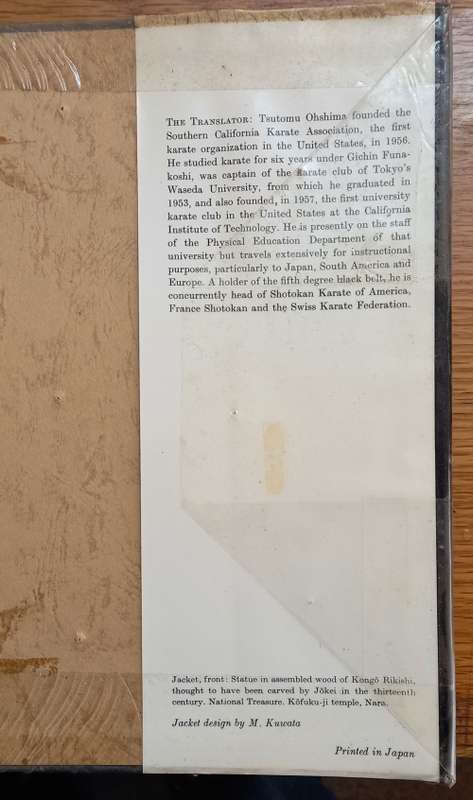 THE TRANSLATOR: Tsutomu Ohshima founded the
Southern California Karate Association, the first
karate organization in the United States, in 1956.
He studied karate for six years under Gichin Funa-
koshi, was captain of the karate club of Tokyo's
Waseda University, from which he graduated in
1953, and also founded, in 1957, the first university
karate club in the United States at the California
Institute of Technology. He is presently on the staff
of the Physical Education Department of that
university but travels extensively for instructional
purposes, particularly to Japan, South America and
Europe. A holder of the fifth degree black belt, he is
concurrently head of Shotokan Karate of America,
France Shotokan and the Swiss Karate Federation.
Jacket, front: Statue in assembled wood of Kongō Rikishi,
thought to have been carved by Jōkei in the thirteenth
century. National Treasure. Kōfuku-ji temple, Nara.
Jacket design by M. Kuwata
Printed in Japan